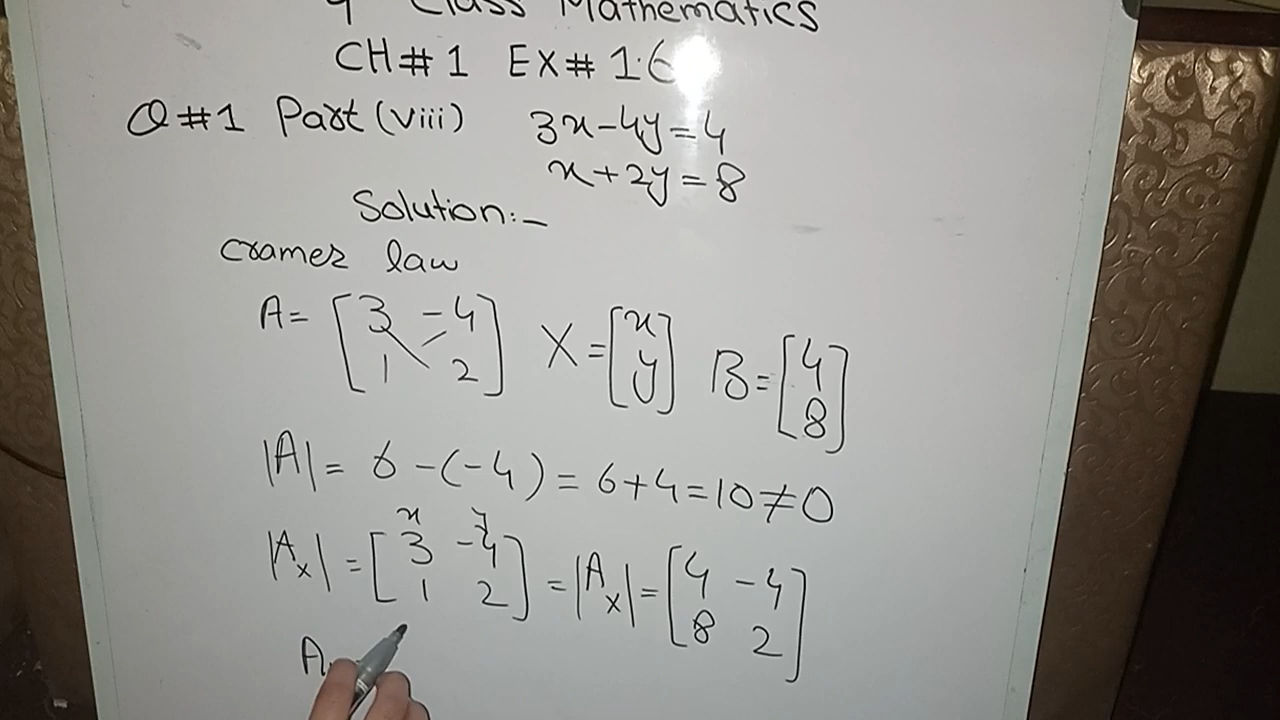 9 Class Mathematics
CH#1 EX#1.6
Q#1 Part (viii) 3x-4y=4
x+2y=8
Solution:-
cramer law
A= [3 -4 1 2] X=[x y] B=[4 8]
|A|= 6-(-4)=6+4=10≠0
x y
|Ax|=[3 -4 1 2]=|Ax|=[4 -4 8 2]
A